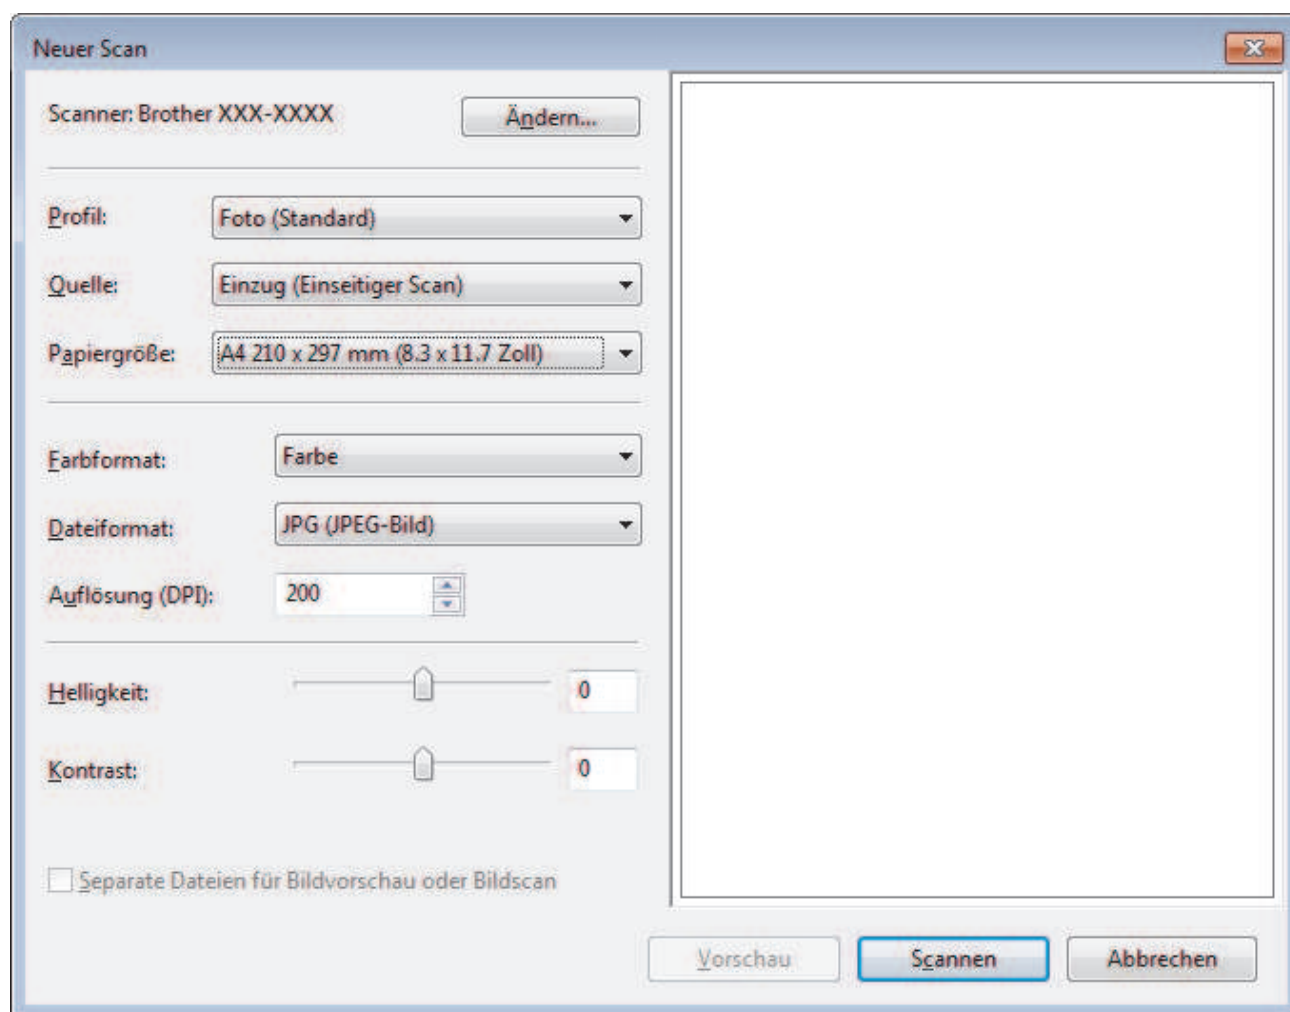 Neuer Scan
Scanner: Brother XXX-XXXX
Ändern...
Profil: Foto (Standard)
Quelle: Einzug (Einseitiger Scan)
Papiergröße: A4 210 x 297 mm (8.3 x 11.7 Zoll)
Farbformat: Farbe
Dateiformat: JPG (JPEG-Bild)
Auflösung (DPI): 200
Helligkeit: 0
Kontrast: 0
Separate Dateien für Bildvorschau oder Bildscan
Vorschau Scannen Abbrechen